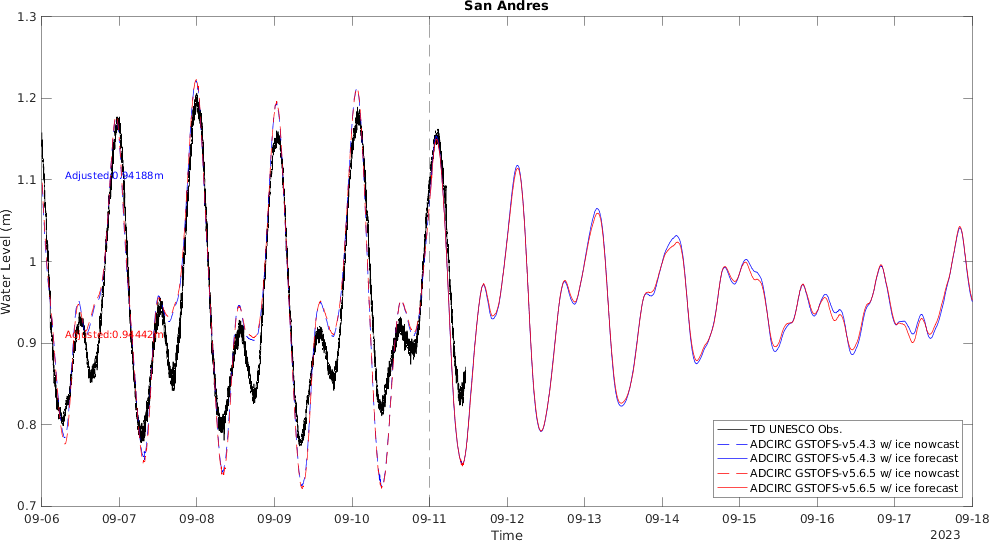 San Andres
1.3
1.2
1.1
1
0.9
0.8
0.7
Water Level (m)
Adjusted:0.94188m
Adjusted:0.94442m
TD UNESCO Obs.
ADCIRC GSTOFS-v5.4.3 w/ ice nowcast
ADCIRC GSTOFS-v5.4.3 w/ ice forecast
ADCIRC GSTOFS-v5.6.5 w/ ice nowcast
ADCIRC GSTOFS-v5.6.5 w/ ice forecast
09-06 09-07 09-08 09-09 09-10 09-11 09-12 09-13 09-14 09-15 09-16 09-17 09-18
Time
2023